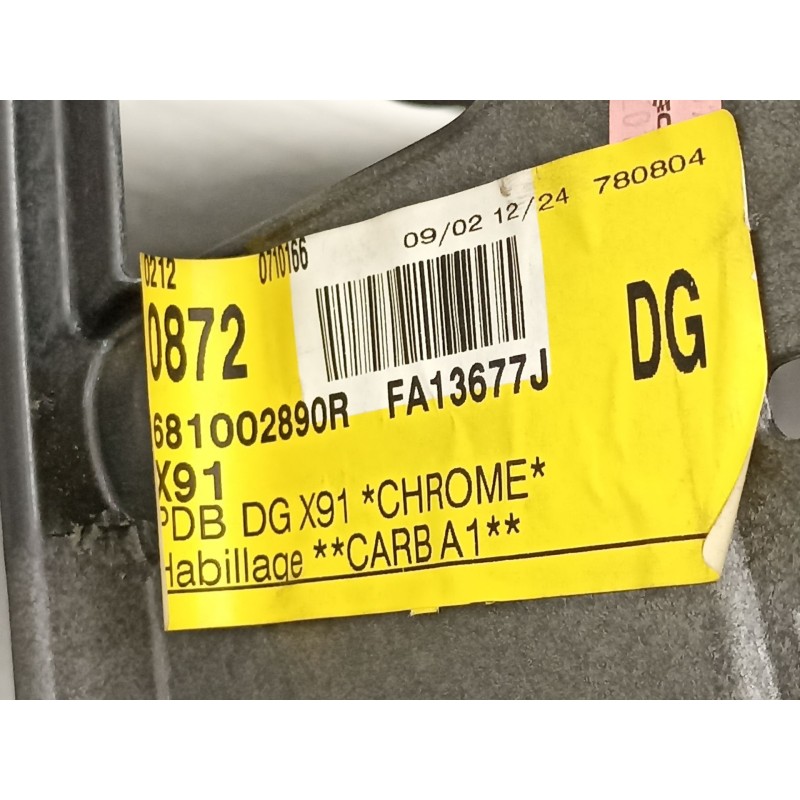 09/02 12/24 780804
0212 0710166
0872 DG
681002890R FA13677J
X91
PDB DG X91 *CHROME*
Habillage **CARB A1**